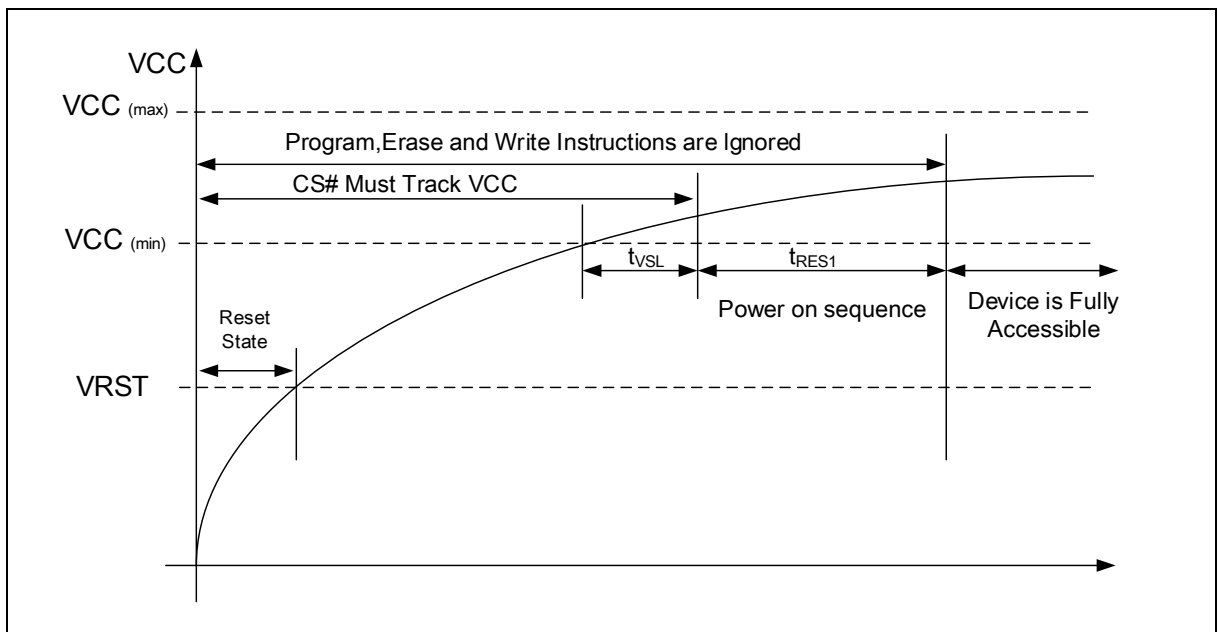 VCC
VCC (max)
Program,Erase and Write Instructions are Ignored
CS# Must Track VCC
VCC (min)
tVSL
tRES1
Power on sequence
Device is Fully
Accessible
Reset
State
VRST